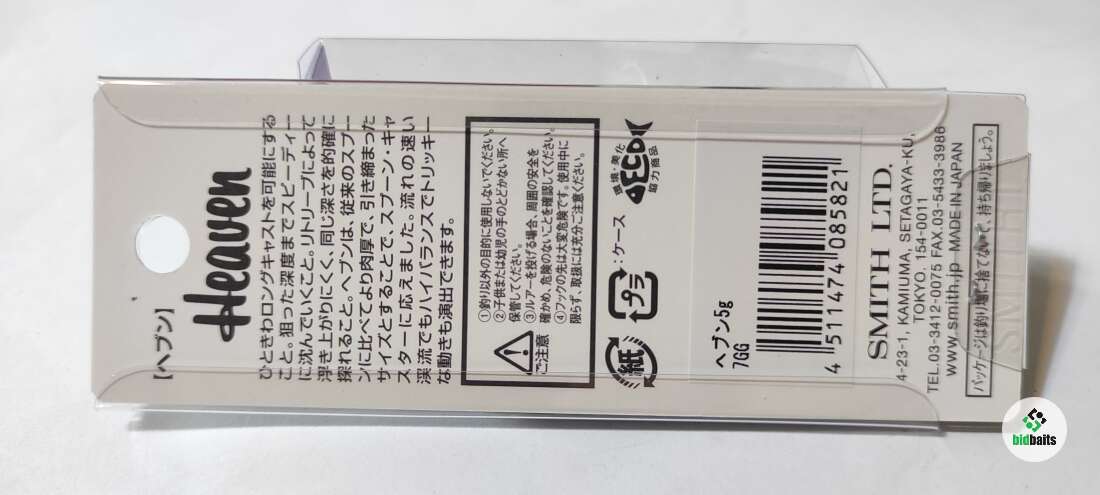 【ヘブン】
Heaven
ひときわロングキャストを可能にする
こと。狙った深度までスピーディー
に沈んでいくこと。リトリーブによって
浮き上がりにくく、同じ深さを的確に
探れること。ヘブンは、従来のスプー
ンに比べてより肉厚で、引き締まった
サイズとすることで、スプーン・キャ
スターに応えました。流れの速い
渓流でもハイバランスでトリッキー
な動きも演出できます。
ご注意
①釣り以外の目的に使用しないでください。
②子供または幼児の手のとどかない所へ
保管してください。
③ルアーを投げる場合、周囲の安全を
確かめ、危険のないことを確認してください。
④フックの先は大変危険です。使用中に
限らず、取扱には充分ご注意ください。
紙
プラ
:ケース
環境・美化
ECO
協力商品
ヘブン5g
7GG
4 511474 085821
SMITH LTD.
4-23-1, KAMIUMA, SETAGAYA-KU,
TOKYO, 154-0011
TEL.03-3412-0075 FAX.03-5433-3986
www.smith.jp MADE IN JAPAN
パッケージは釣り場に捨てないで、持ち帰りましょう。
SMITH
bidbaits